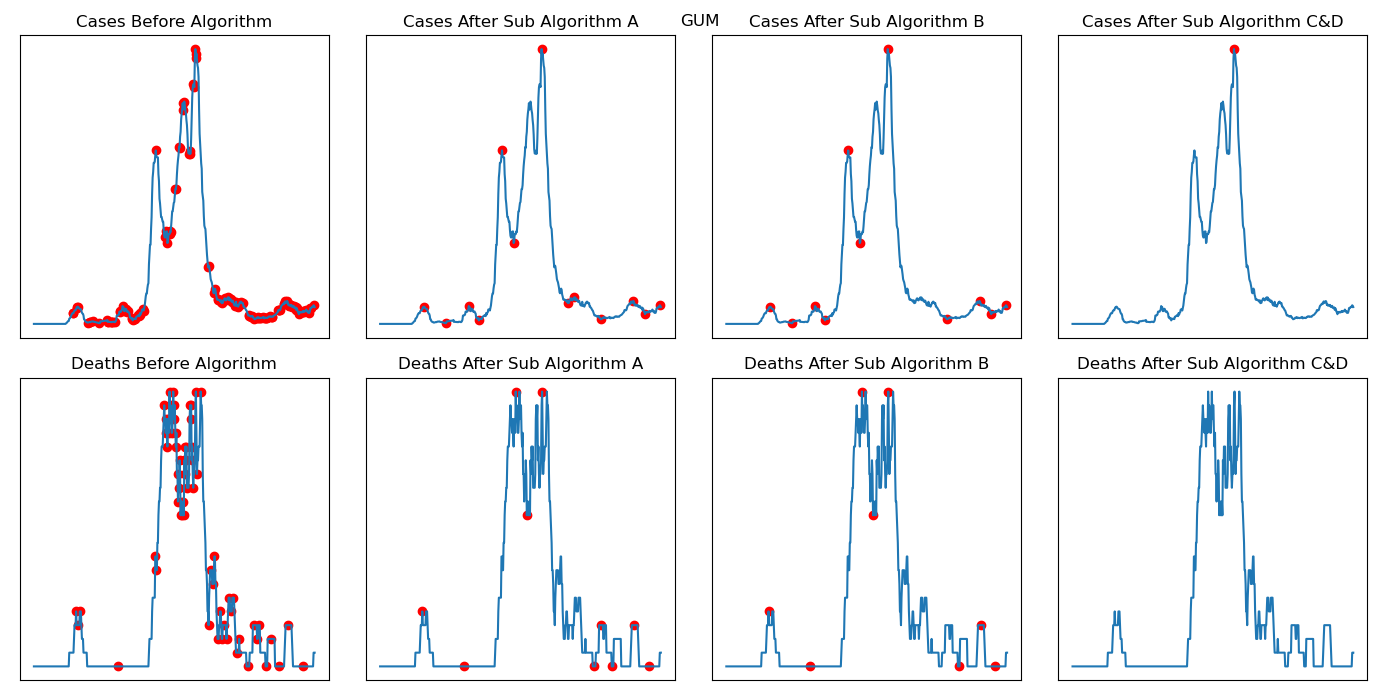 GUM
Cases Before Algorithm
Cases After Sub Algorithm A
Cases After Sub Algorithm B
Cases After Sub Algorithm C&D
Deaths Before Algorithm
Deaths After Sub Algorithm A
Deaths After Sub Algorithm B
Deaths After Sub Algorithm C&D